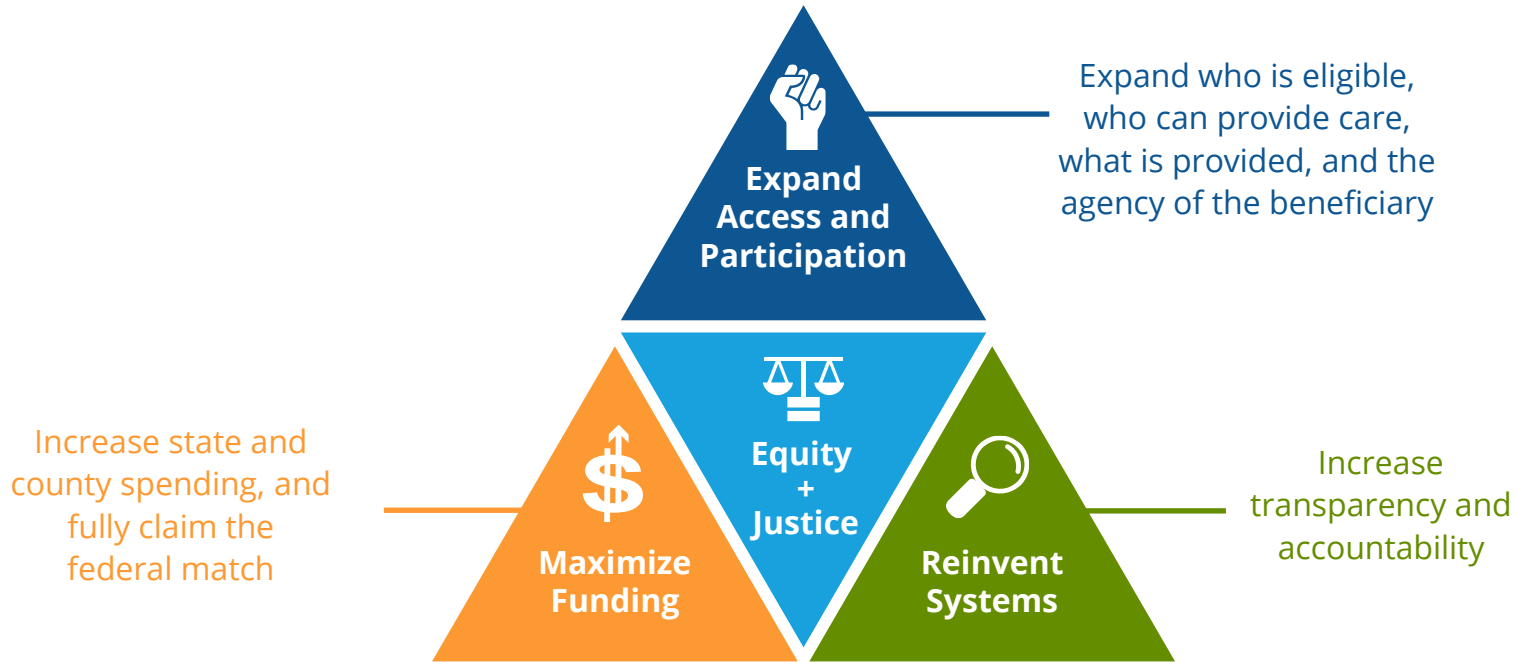 Expand
Access and
Participation
Expand who is eligible,
who can provide care,
what is provided, and the
agency of the beneficiary
Equity
+
Justice
Increase state and
county spending, and
fully claim the
federal match
$
Maximize
Funding
Reinvent
Systems
Increase
transparency and
accountability